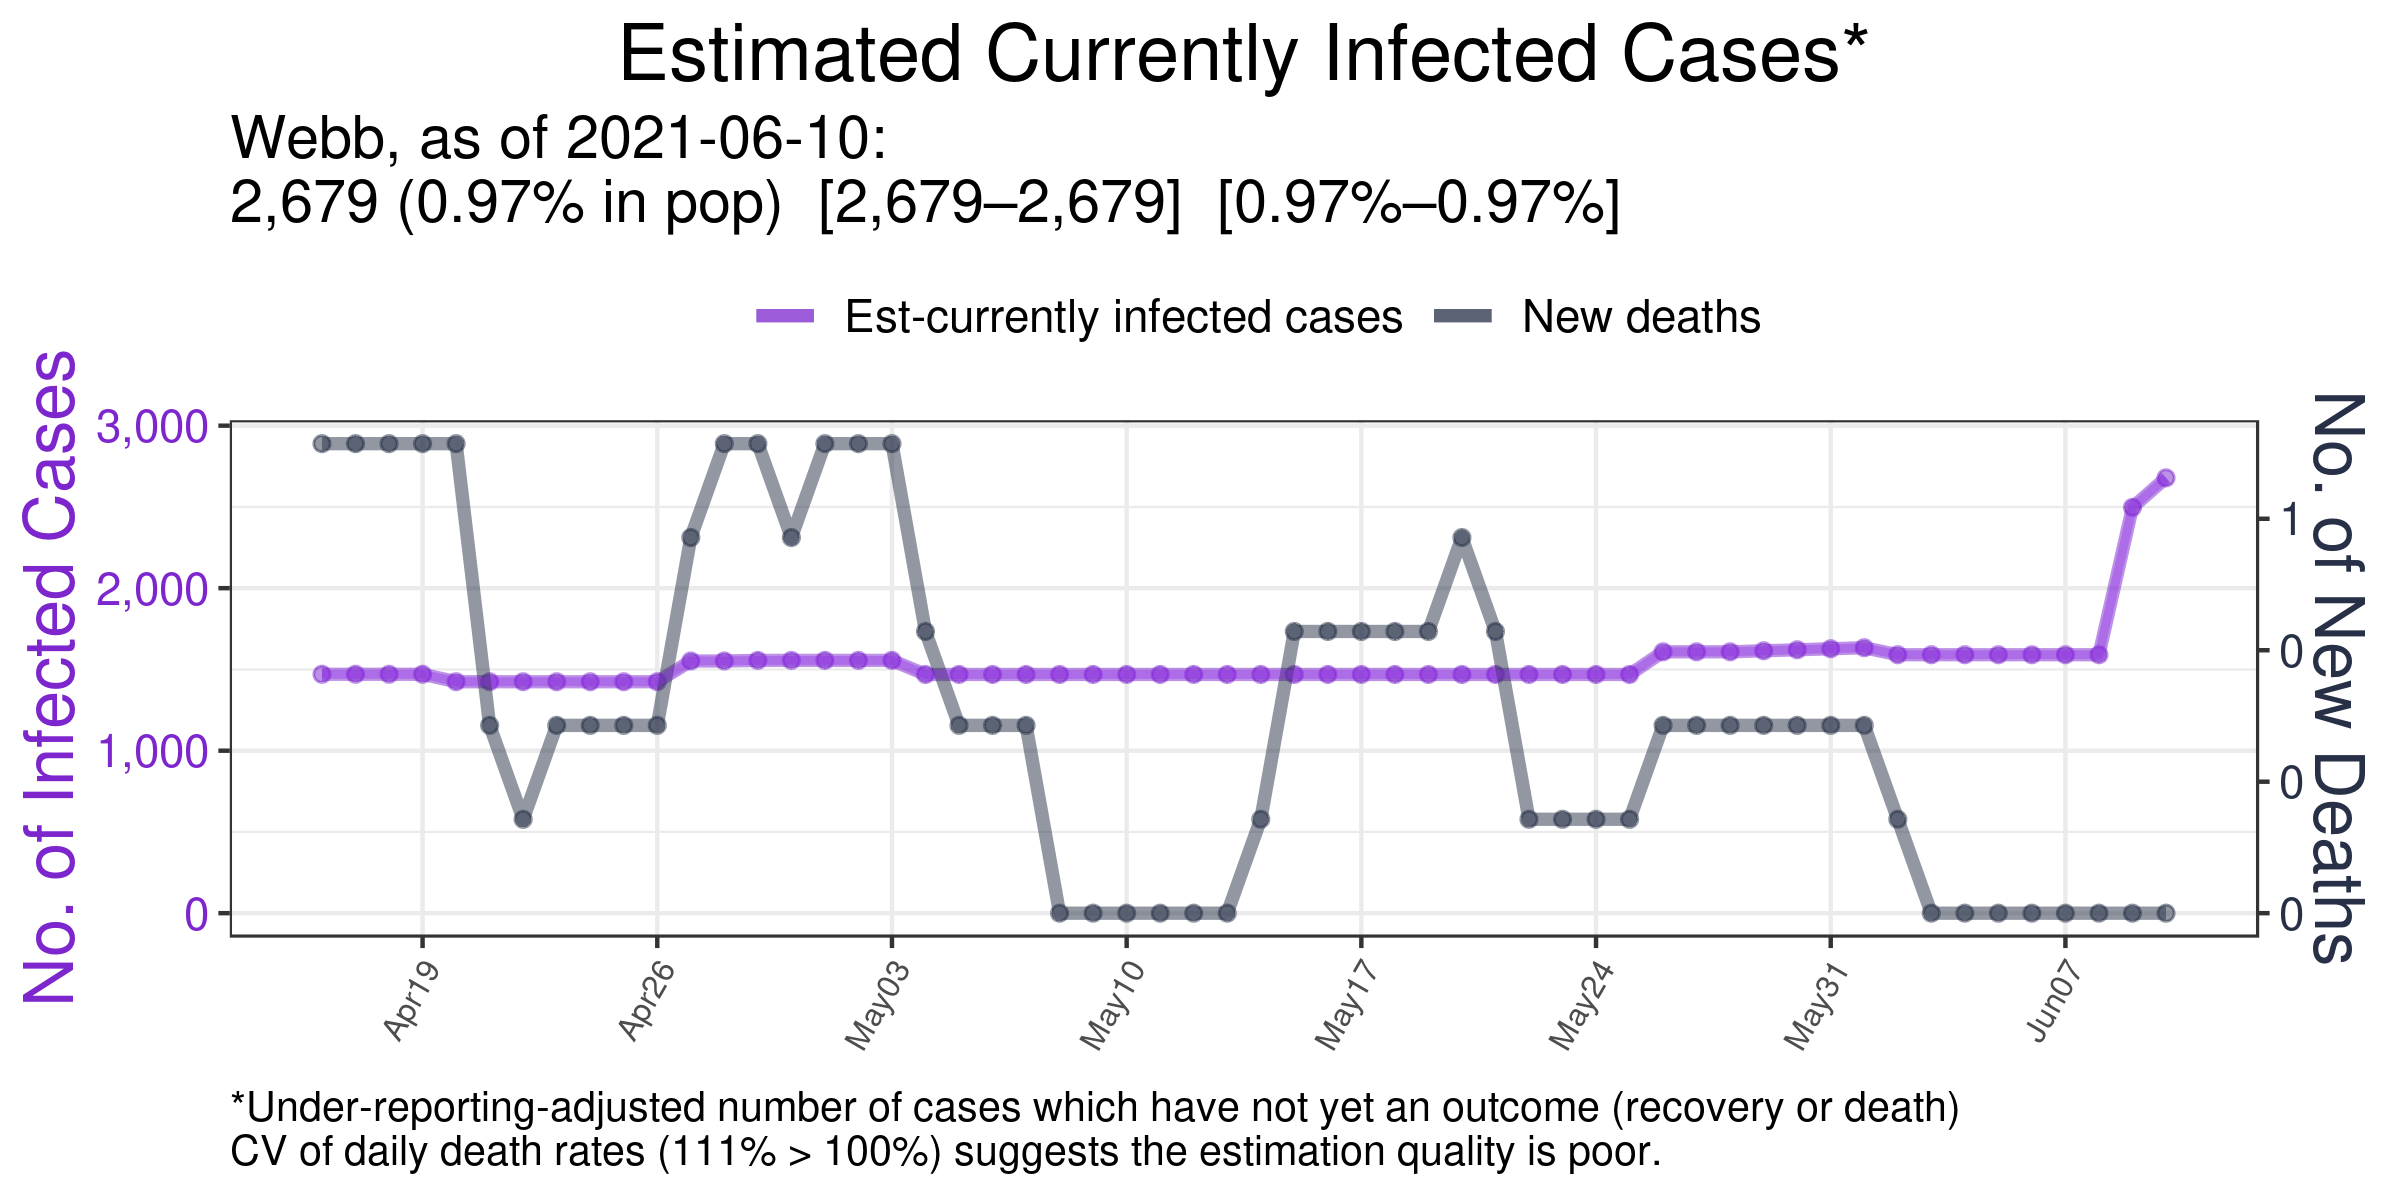 Estimated Currently Infected Cases*
Webb, as of 2021-06-10:
2,679 (0.97% in pop)  [2,679–2,679]  [0.97%–0.97%]
Est-currently infected cases
New deaths
No. of Infected Cases
3,000
2,000
1,000
0
No. of New Deaths
1
0
0
0
Apr19
Apr26
May03
May10
May17
May24
May31
Jun07
*Under-reporting-adjusted number of cases which have not yet an outcome (recovery or death)
CV of daily death rates (111% > 100%) suggests the estimation quality is poor.